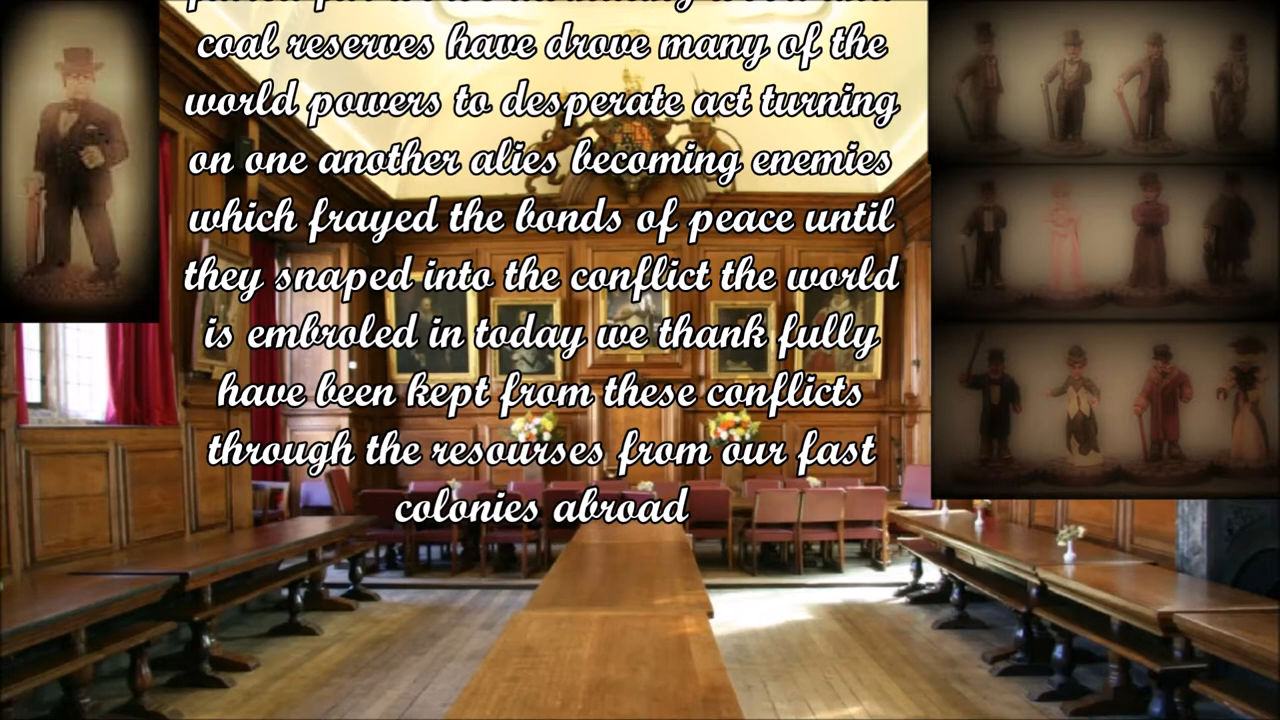 coal reserves have drove many of the
world powers to desperate act turning
on one another alies becoming enemies
which frayed the bonds of peace until
they snaped into the conflict the world
is embroled in today we thank fully
have been kept from these conflicts
through the resourses from our fast
colonies abroad